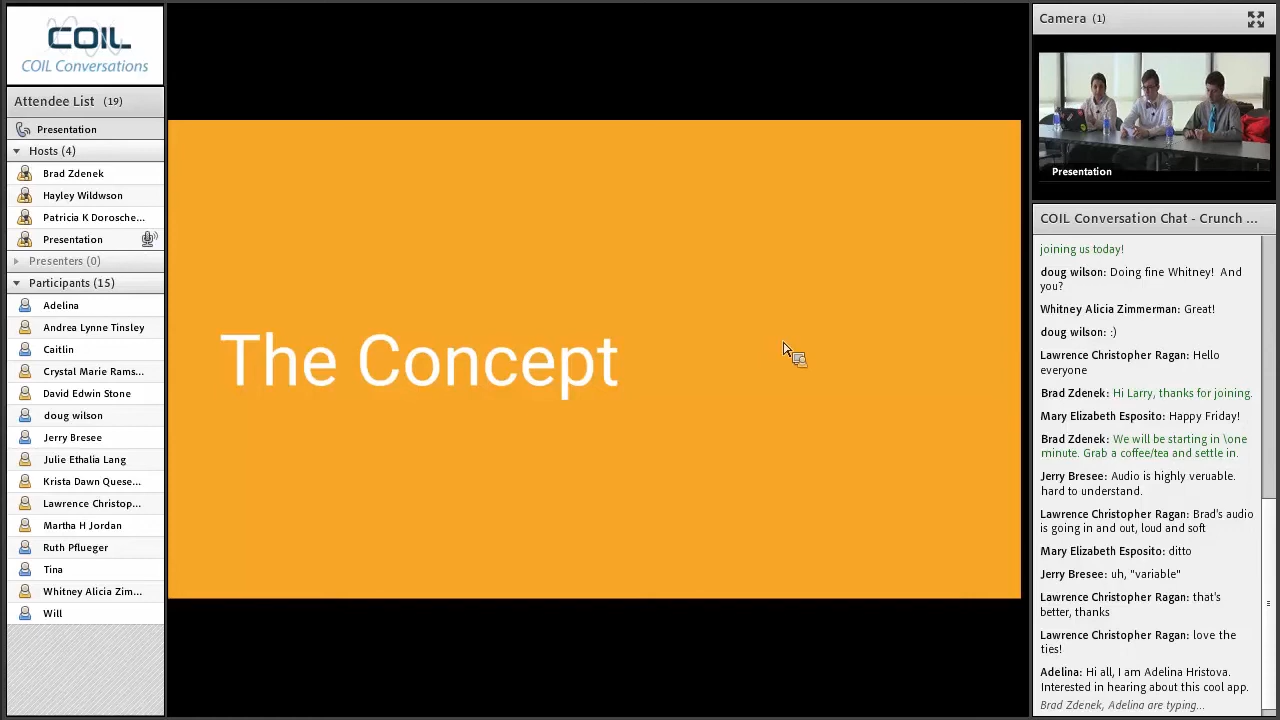 COIL
COIL Conversations
Attendee List (19)
Presentation
Hosts (4)
Brad Zdenek
Hayley Wildwson
Patricia K Dorosche...
Presentation
Presenters (0)
Participants (15)
Adelina
Andrea Lynne Tinsley
Caitlin
Crystal Marie Rams...
David Edwin Stone
doug wilson
Jerry Bresee
Julie Ethalia Lang
Krista Dawn Quese...
Lawrence Christop...
Martha H Jordan
Ruth Pflueger
Tina
Whitney Alicia Zim...
Will
The Concept
Camera (1)
Presentation
COIL Conversation Chat - Crunch ...
joining us today!
doug wilson: Doing fine Whitney! And
you?
Whitney Alicia Zimmerman: Great!
doug wilson: :)
Lawrence Christopher Ragan: Hello
everyone
Brad Zdenek: Hi Larry, thanks for joining.
Mary Elizabeth Esposito: Happy Friday!
Brad Zdenek: We will be starting in \one
minute. Grab a coffee/tea and settle in.
Jerry Bresee: Audio is highly veruable.
hard to understand.
Lawrence Christopher Ragan: Brad's audio
is going in and out, loud and soft
Mary Elizabeth Esposito: ditto
Jerry Bresee: uh, "variable"
Lawrence Christopher Ragan: that's
better, thanks
Lawrence Christopher Ragan: love the
ties!
Adelina: Hi all, I am Adelina Hristova.
Interested in hearing about this cool app.
Brad Zdenek, Adelina are typing...